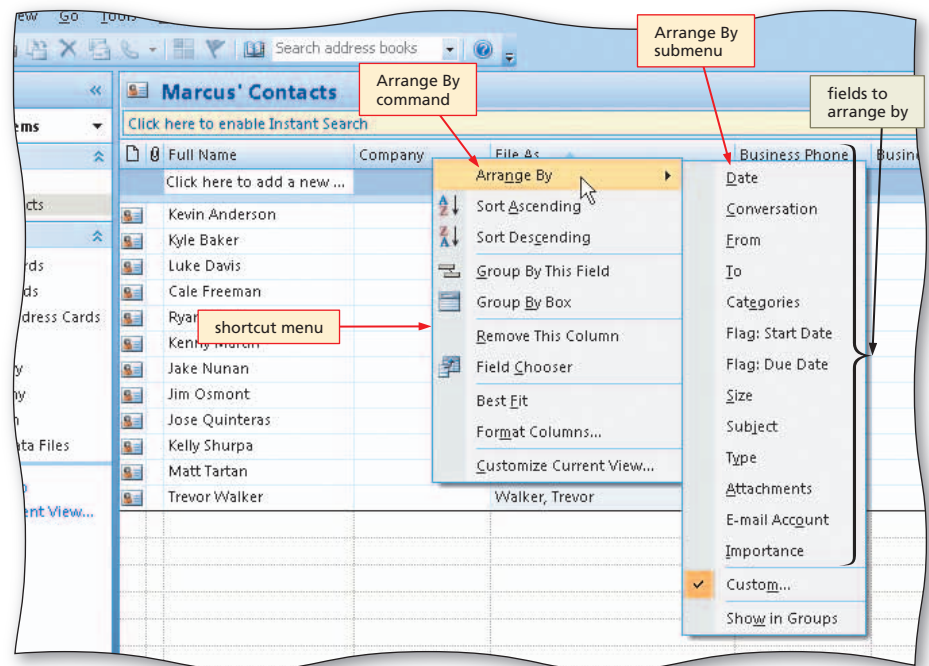 Go
Search address books
Arrange By
submenu
Arrange By
command
fields to
arrange by
Marcus' Contacts
Click here to enable Instant Search
Full Name Company File As Business Phone
Click here to add a new ...
Kevin Anderson
Kyle Baker
Luke Davis
Cale Freeman
Jake Nunan
Jim Osmont
Jose Quinteras
Kelly Shurpa
Matt Tartan
Trevor Walker Walker, Trevor
shortcut menu
dress Cards
Files
View...
Arrange By
Sort Ascending
Sort Descending
Group By This Field
Group By Box
Remove This Column
Field Chooser
Best Fit
Format Columns...
Customize Current View...
Date
Conversation
From
To
Categories
Flag: Start Date
Flag: Due Date
Size
Subject
Type
Attachments
E-mail Account
Importance
Custom...
Show in Groups